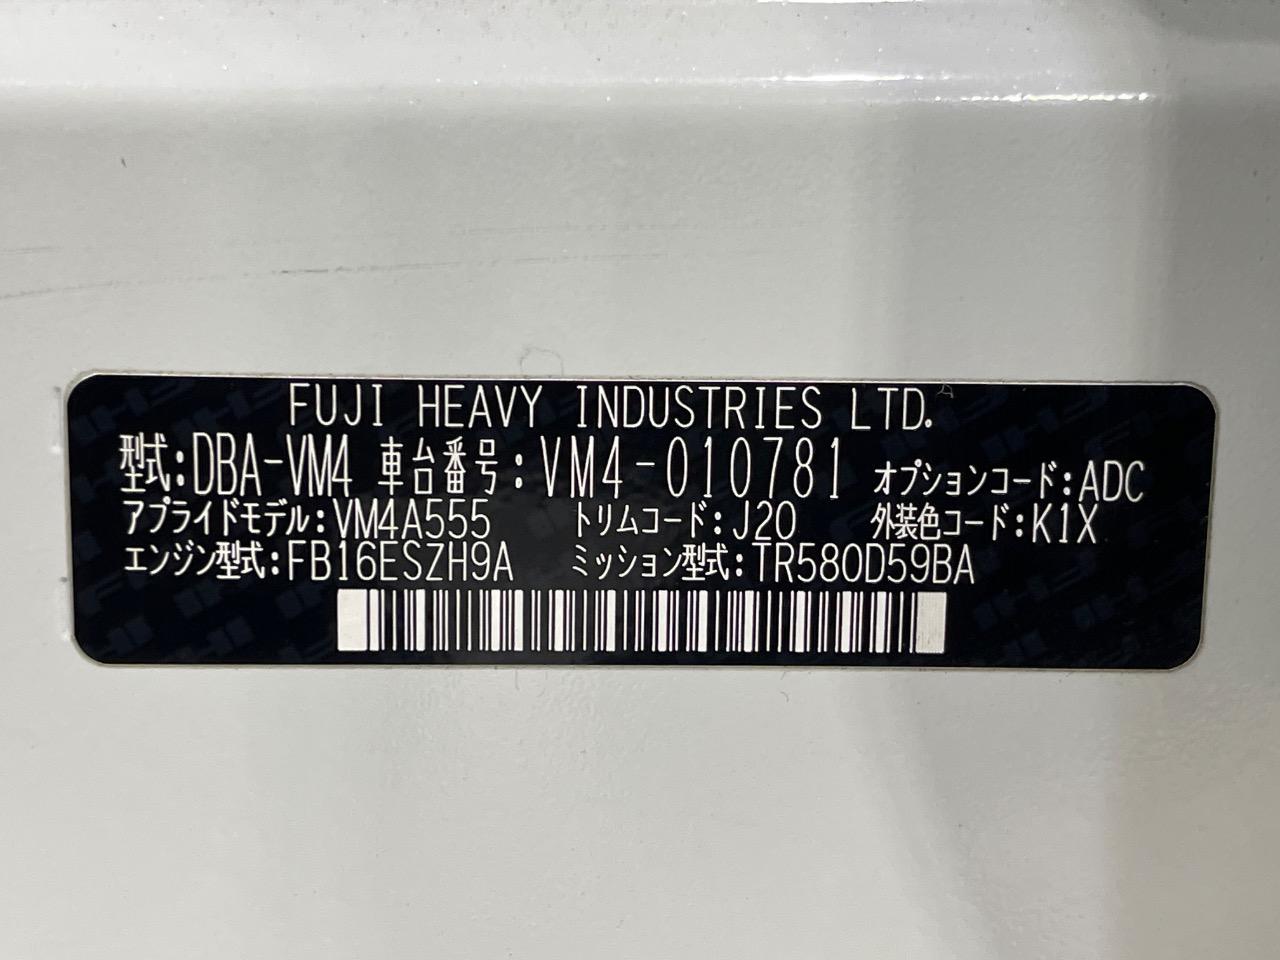 FUJI HEAVY INDUSTRIES LTD.
型式:DBA-VM4 車台番号:VM4-010781 オプションコード:ADC
アプライドモデル:VM4A555 トリムコード:J20 外装色コード:K1X
エンジン型式:FB16ESZH9A ミッション型式:TR580D59BA